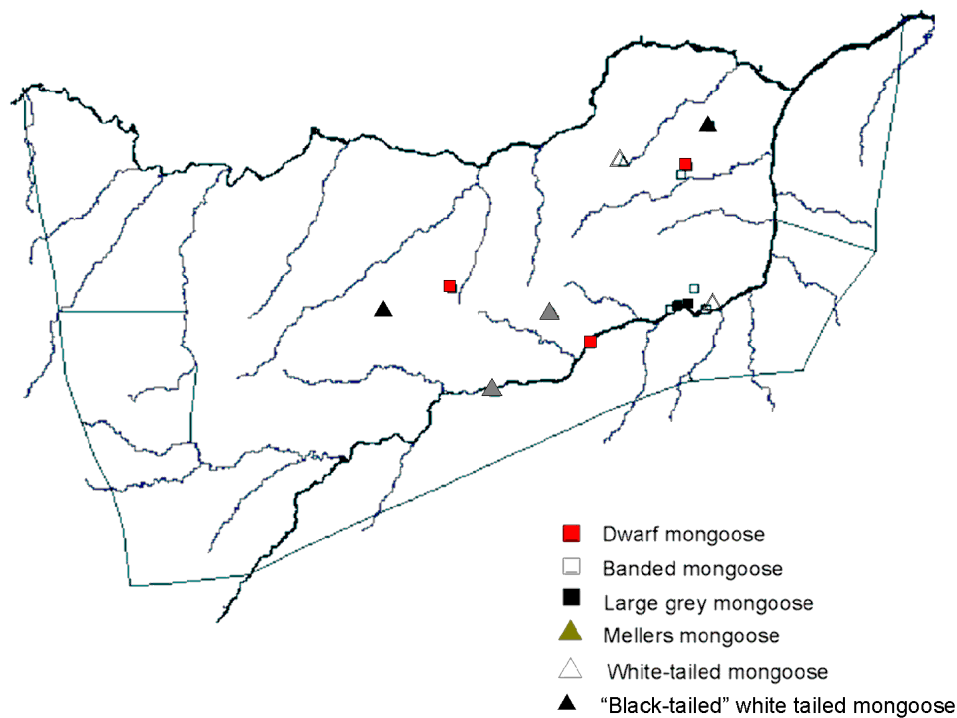 Dwarf mongoose
Banded mongoose
Large grey mongoose
Mellers mongoose
White-tailed mongoose
“Black-tailed” white tailed mongoose